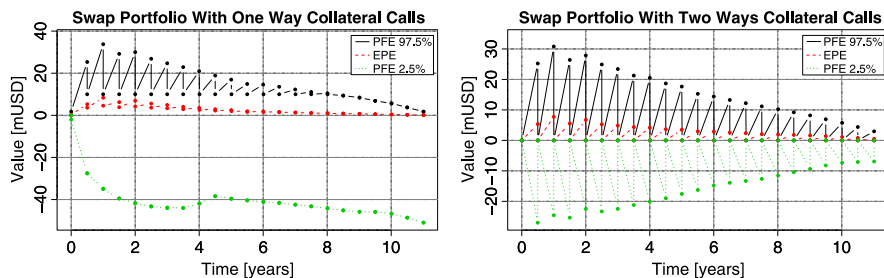 Swap Portfolio With One Way Collateral Calls
Value [mUSD]
40
20
0
−20
−40
PFE 97.5%
EPE
PFE 2.5%
0 2 4 6 8 10
Time [years]
Swap Portfolio With Two Ways Collateral Calls
Value [mUSD]
30
20
10
0
−10
−20
PFE 97.5%
EPE
PFE 2.5%
0 2 4 6 8 10
Time [years]